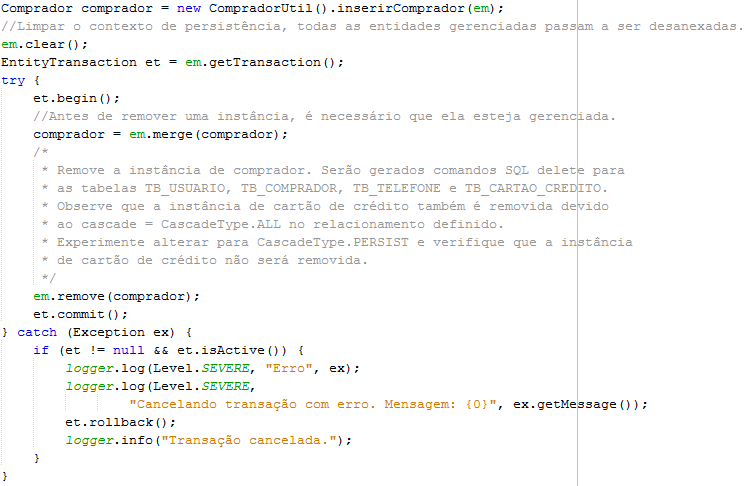 Comprador comprador = new CompradorUtil().inserirComprador(em);
//Limpar o contexto de persistência, todas as entidades gerenciadas passam a ser desanexadas.
em.clear();
EntityTransaction et = em.getTransaction();
try {
    et.begin();
    //Antes de remover uma instância, é necessário que ela esteja gerenciada.
    comprador = em.merge(comprador);
    /*
     * Remove a instância de comprador. Serão gerados comandos SQL delete para
     * as tabelas TB_USUARIO, TB_COMPRADOR, TB_TELEFONE e TB_CARTAO_CREDITO.
     * Observe que a instância de cartão de crédito também é removida devido
     * ao cascade = CascadeType.ALL no relacionamento definido.
     * Experimente alterar para CascadeType.PERSIST e verifique que a instância
     * de cartão de crédito não será removida.
     */
    em.remove(comprador);
    et.commit();
} catch (Exception ex) {
    if (et != null && et.isActive()) {
        logger.log(Level.SEVERE, "Erro", ex);
        logger.log(Level.SEVERE,
                "Cancelando transação com erro. Mensagem: {0}", ex.getMessage());
        et.rollback();
        logger.info("Transação cancelada.");
    }
}